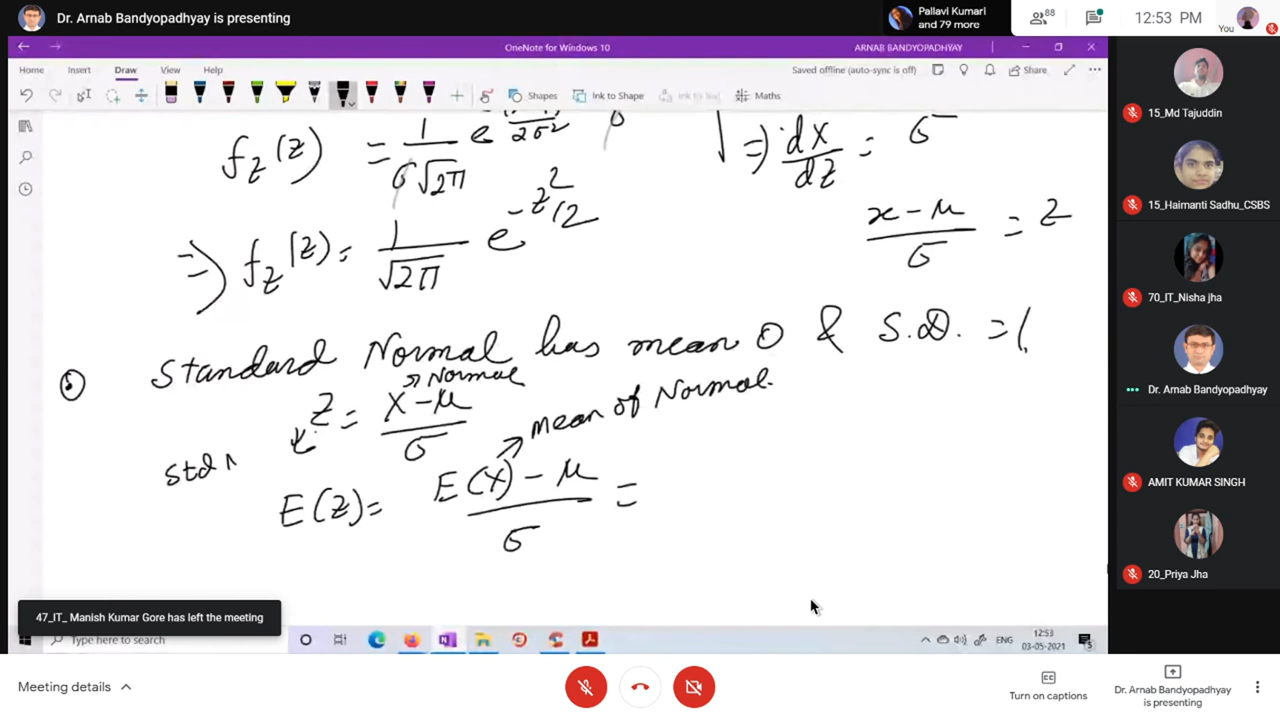 Dr. Arnab Bandyopadhyay is presenting
Pallavi Kumari
and 79 more
88
12:53 PM
You
OneNote for Windows 10
ARNAB BANDYOPADHYAY
Home Insert Draw View Help
Saved offline (auto-sync is off)
Share
Shapes
Ink to Shape
Ink to Text
Maths
f_Z(z) = 1/(σ√2π) e
2σ²
=> dX/dZ = σ
(x-μ)/σ = z
=> f_Z(z) = 1/√2π e^(-z²/2)
Standard Normal has mean 0 & S.D. = 1.
Normal
Z = (X-μ)/σ
mean of Normal
Std N
E(Z) = (E(X) - μ)/σ =
15_Md Tajuddin
15_Haimanti Sadhu_CSBS
70_IT_Nisha jha
Dr. Arnab Bandyopadhyay
AMIT KUMAR SINGH
20_Priya Jha
47_IT_ Manish Kumar Gore has left the meeting
Type here to search
ENG
12:53
03-05-2021
Meeting details
Turn on captions
Dr. Arnab Bandyopadhyay
is presenting